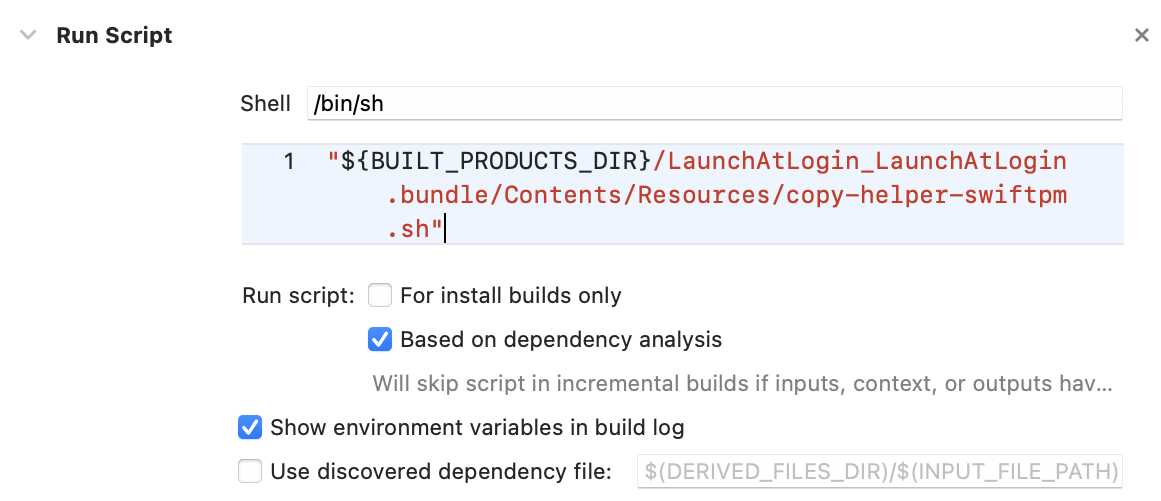 Run Script
Shell /bin/sh
1 "${BUILT_PRODUCTS_DIR}/LaunchAtLogin_LaunchAtLogin
.bundle/Contents/Resources/copy-helper-swiftpm
.sh"
Run script: For install builds only
Based on dependency analysis
Will skip script in incremental builds if inputs, context, or outputs hav...
Show environment variables in build log
Use discovered dependency file: $(DERIVED_FILES_DIR)/$(INPUT_FILE_PATH)